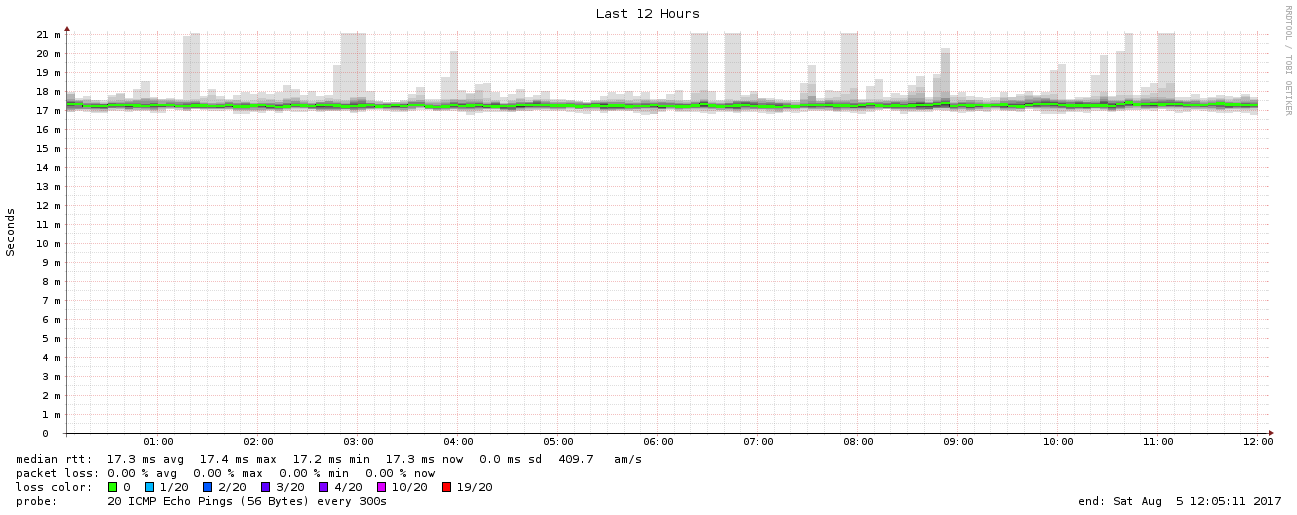 Last 12 Hours
RRDTOOL / TOBI OETIKER
Seconds
21 m
20 m
19 m
18 m
17 m
16 m
15 m
14 m
13 m
12 m
11 m
10 m
9 m
8 m
7 m
6 m
5 m
4 m
3 m
2 m
1 m
0
01:00 02:00 03:00 04:00 05:00 06:00 07:00 08:00 09:00 10:00 11:00 12:00
median rtt: 17.3 ms avg 17.4 ms max 17.2 ms min 17.3 ms now 0.0 ms sd 409.7 am/s
packet loss: 0.00 % avg 0.00 % max 0.00 % min 0.00 % now
loss color: 0 1/20 2/20 3/20 4/20 10/20 19/20
probe: 20 ICMP Echo Pings (56 Bytes) every 300s end: Sat Aug 5 12:05:11 2017